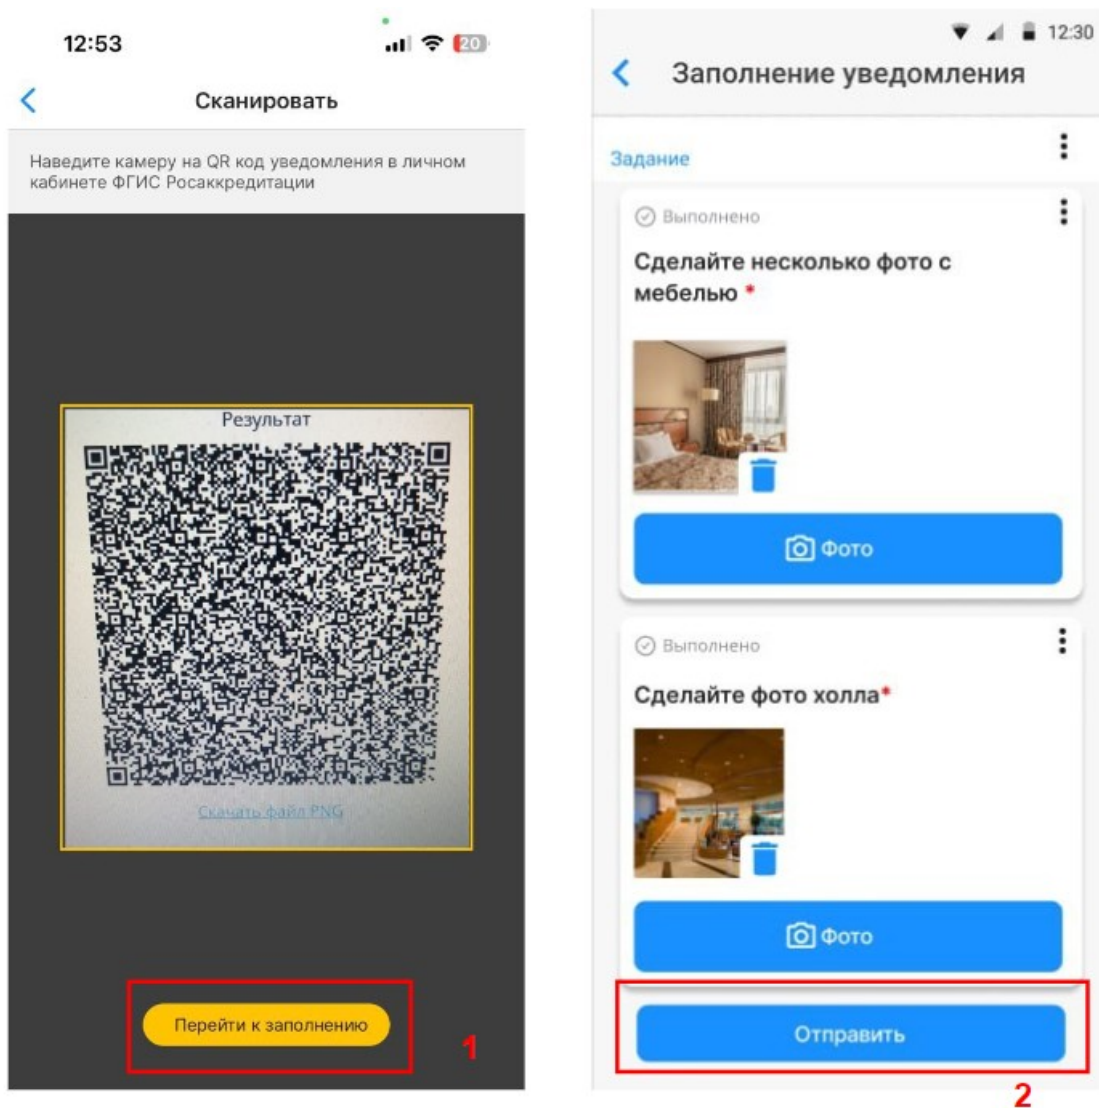 12:53
20
Сканировать
Наведите камеру на QR код уведомления в личном
кабинете ФГИС Росаккредитации
Результат
Скачать файл PNG
Перейти к заполнению
1
12:30
Заполнение уведомления
Задание
Выполнено
Сделайте несколько фото с
мебелью *
Фото
Выполнено
Сделайте фото холла*
Фото
Отправить
2